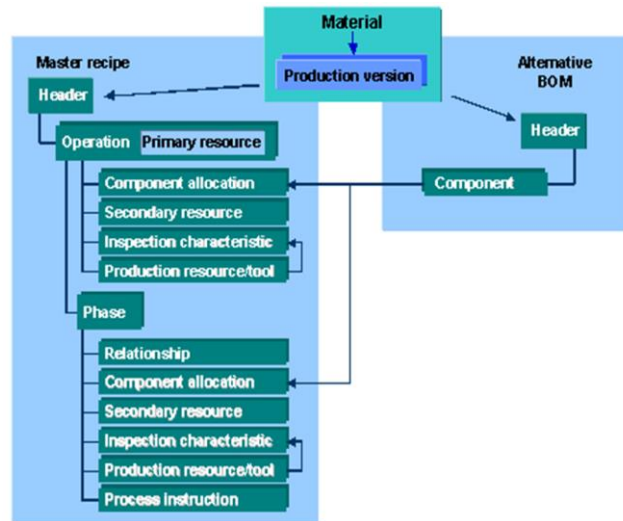 Material
Production version
Master recipe
Header
Operation Primary resource
Component allocation
Secondary resource
Inspection characteristic
Production resource/tool
Phase
Relationship
Component allocation
Secondary resource
Inspection characteristic
Production resource/tool
Process instruction
Alternative
BOM
Header
Component